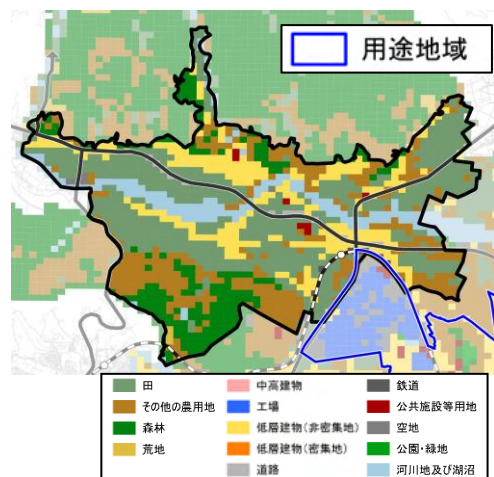 用途地域
田 中高建物 鉄道
その他の農用地 工場 公共施設等用地
森林 低層建物(非密集地) 空地
荒地 低層建物(密集地) 公園・緑地
道路 河川地及び湖沼